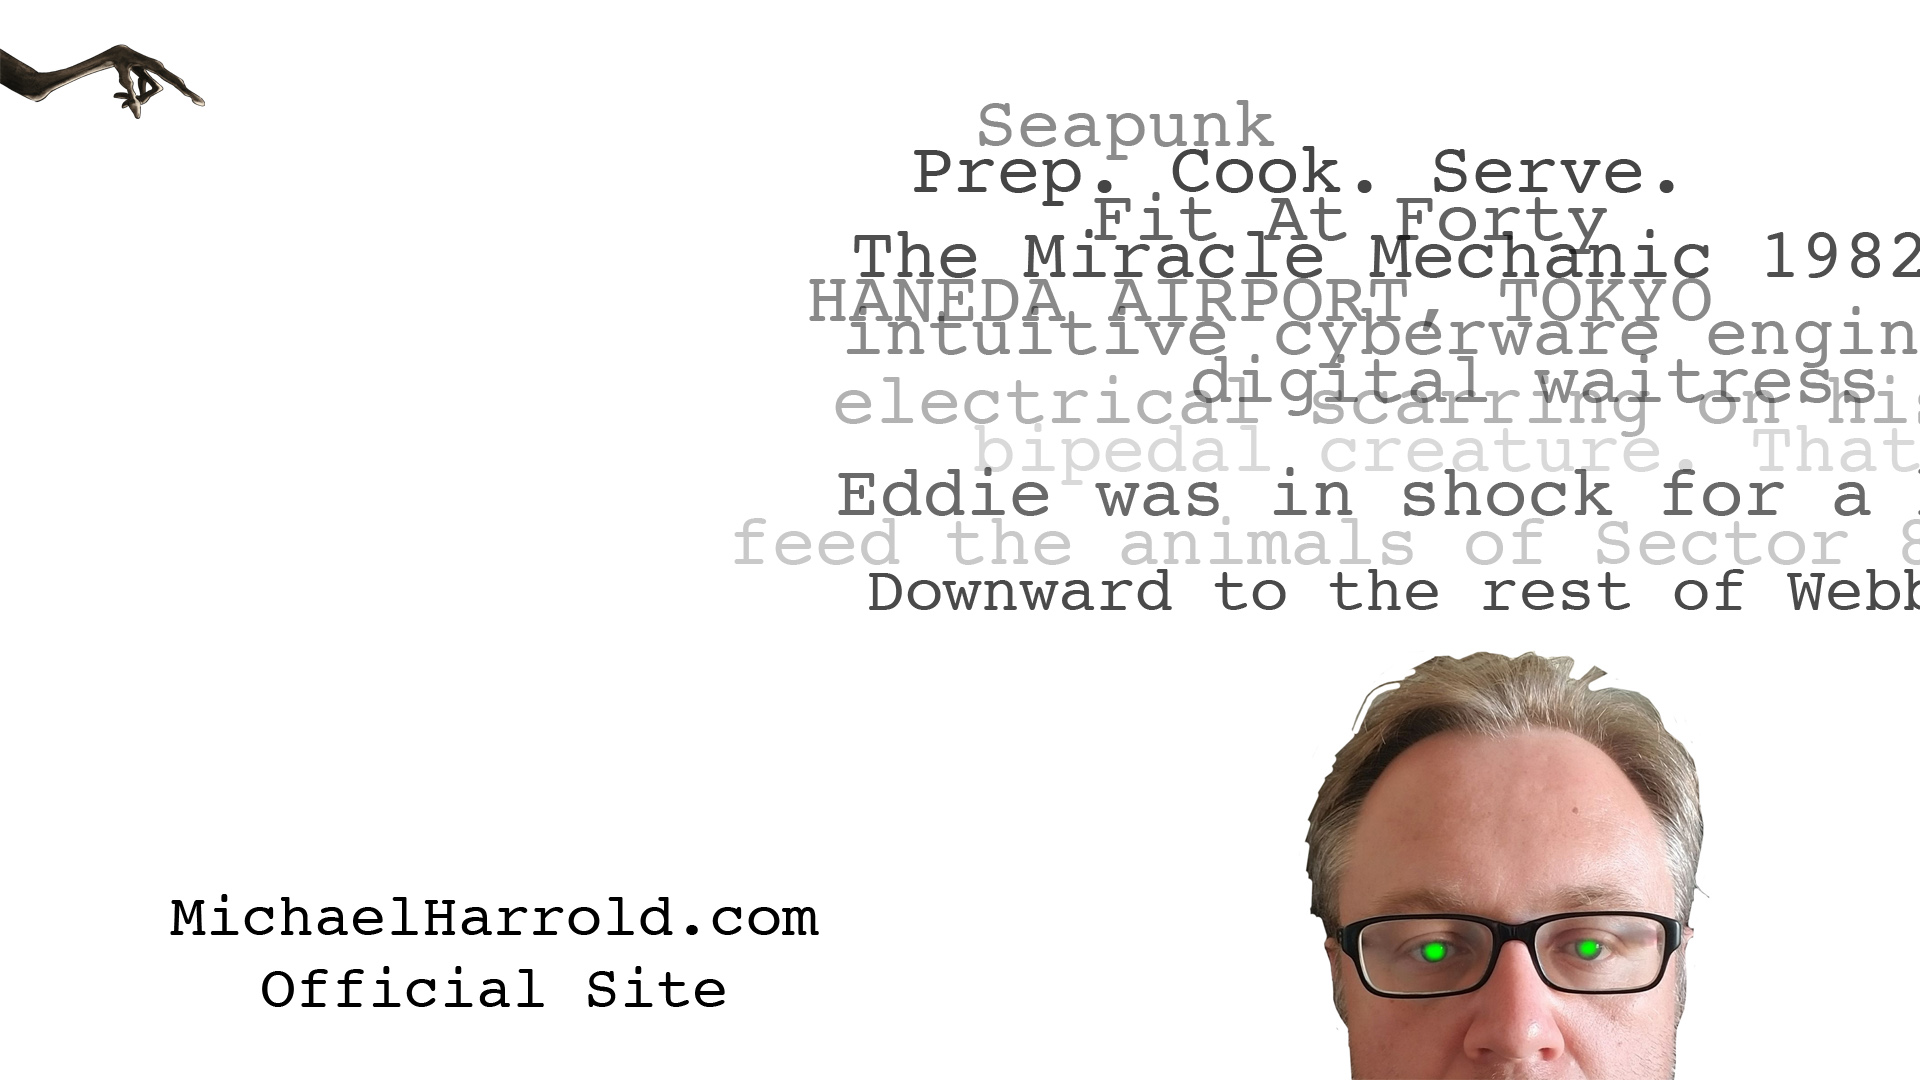 Seapunk
Prep. Cook. Serve.
Fit At Forty
The Miracle Mechanic 1982
HANEDA AIRPORT, TOKYO
intuitive cyberware engin
digital waitress
electrical scarring on his
bipedal creature. That
Eddie was in shock for a
feed the animals of Sector 8
Downward to the rest of Webb
MichaelHarrold.com
Official Site